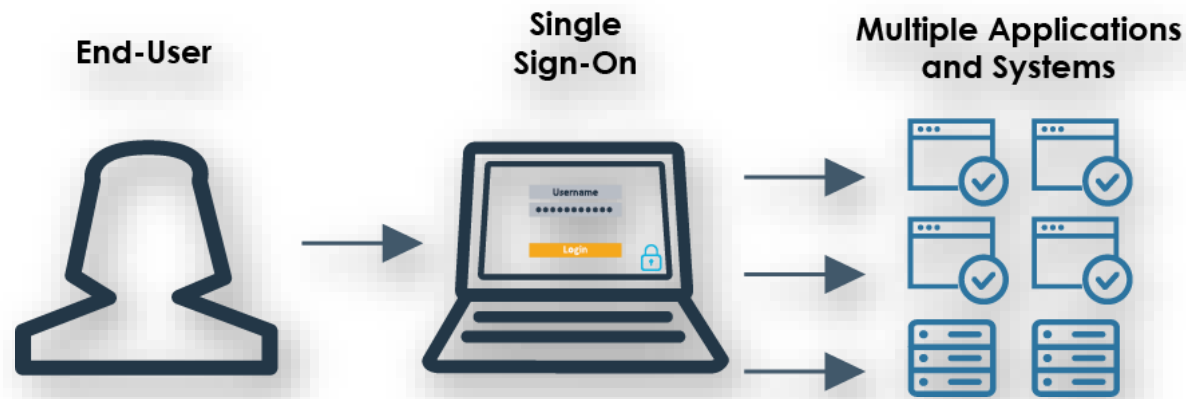 End-User
Single
Sign-On
Multiple Applications
and Systems
Username
Login